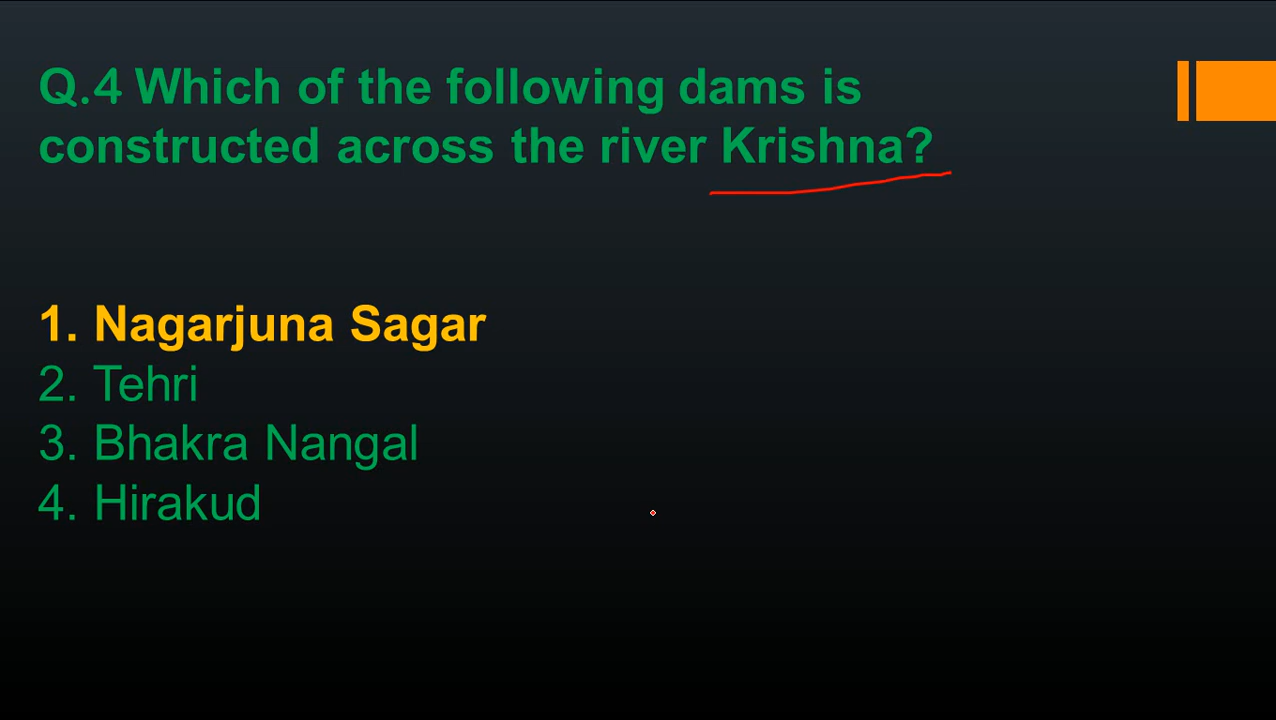 Q.4 Which of the following dams is
constructed across the river Krishna?
1. Nagarjuna Sagar
2. Tehri
3. Bhakra Nangal
4. Hirakud